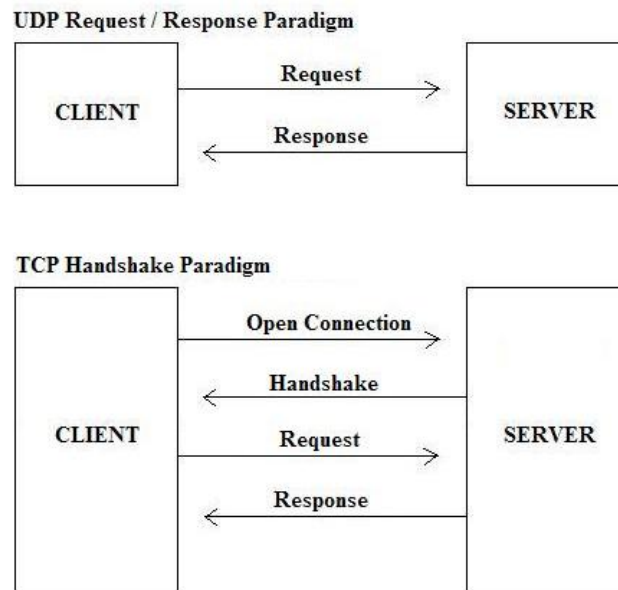 UDP Request / Response Paradigm
Request
CLIENT
SERVER
Response
TCP Handshake Paradigm
Open Connection
Handshake
CLIENT
Request
SERVER
Response